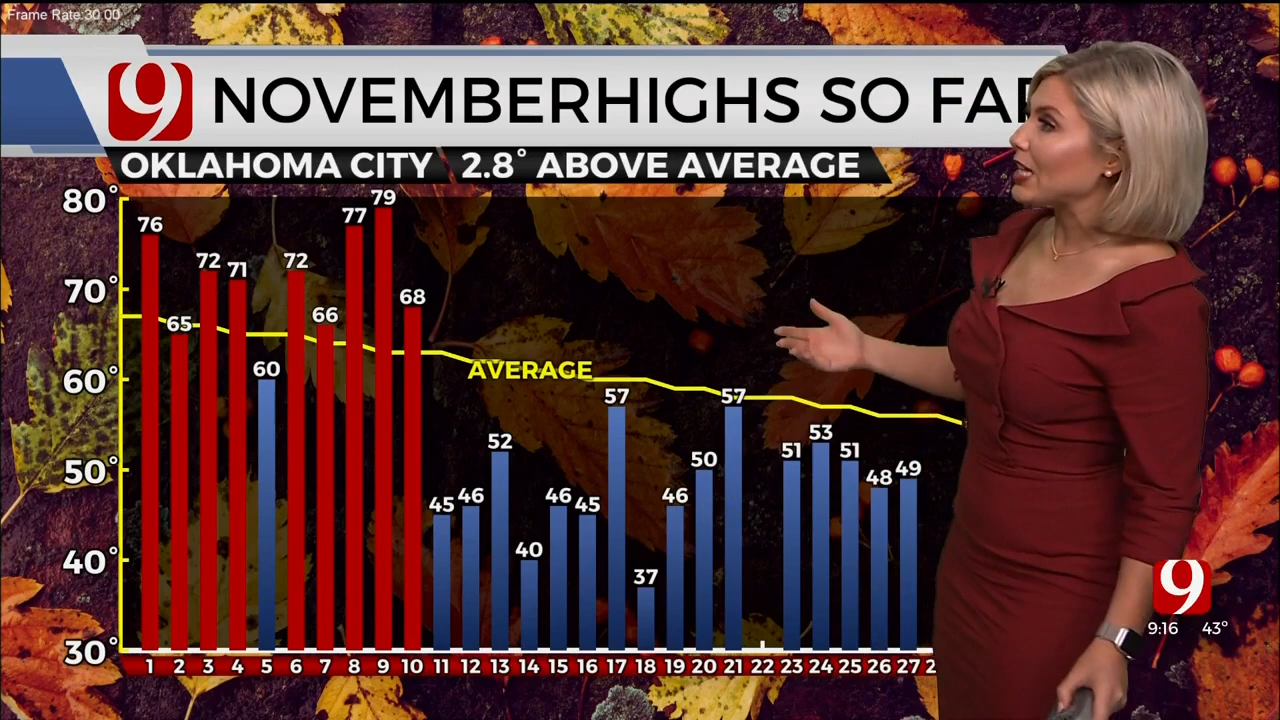 Frame Rate:30.00
9 NOVEMBERHIGHS SO FAR
OKLAHOMA CITY 2.8° ABOVE AVERAGE
80°
70°
60°
50°
40°
30°
76 65 72 71 60 72 66 77 79 68 45 46 52 40 46 45 57 37 46 50 57 51 53 51 48 49
AVERAGE
1 2 3 4 5 6 7 8 9 10 11 12 13 14 15 16 17 18 19 20 21 22 23 24 25 26 27 2
9
9:16 43°